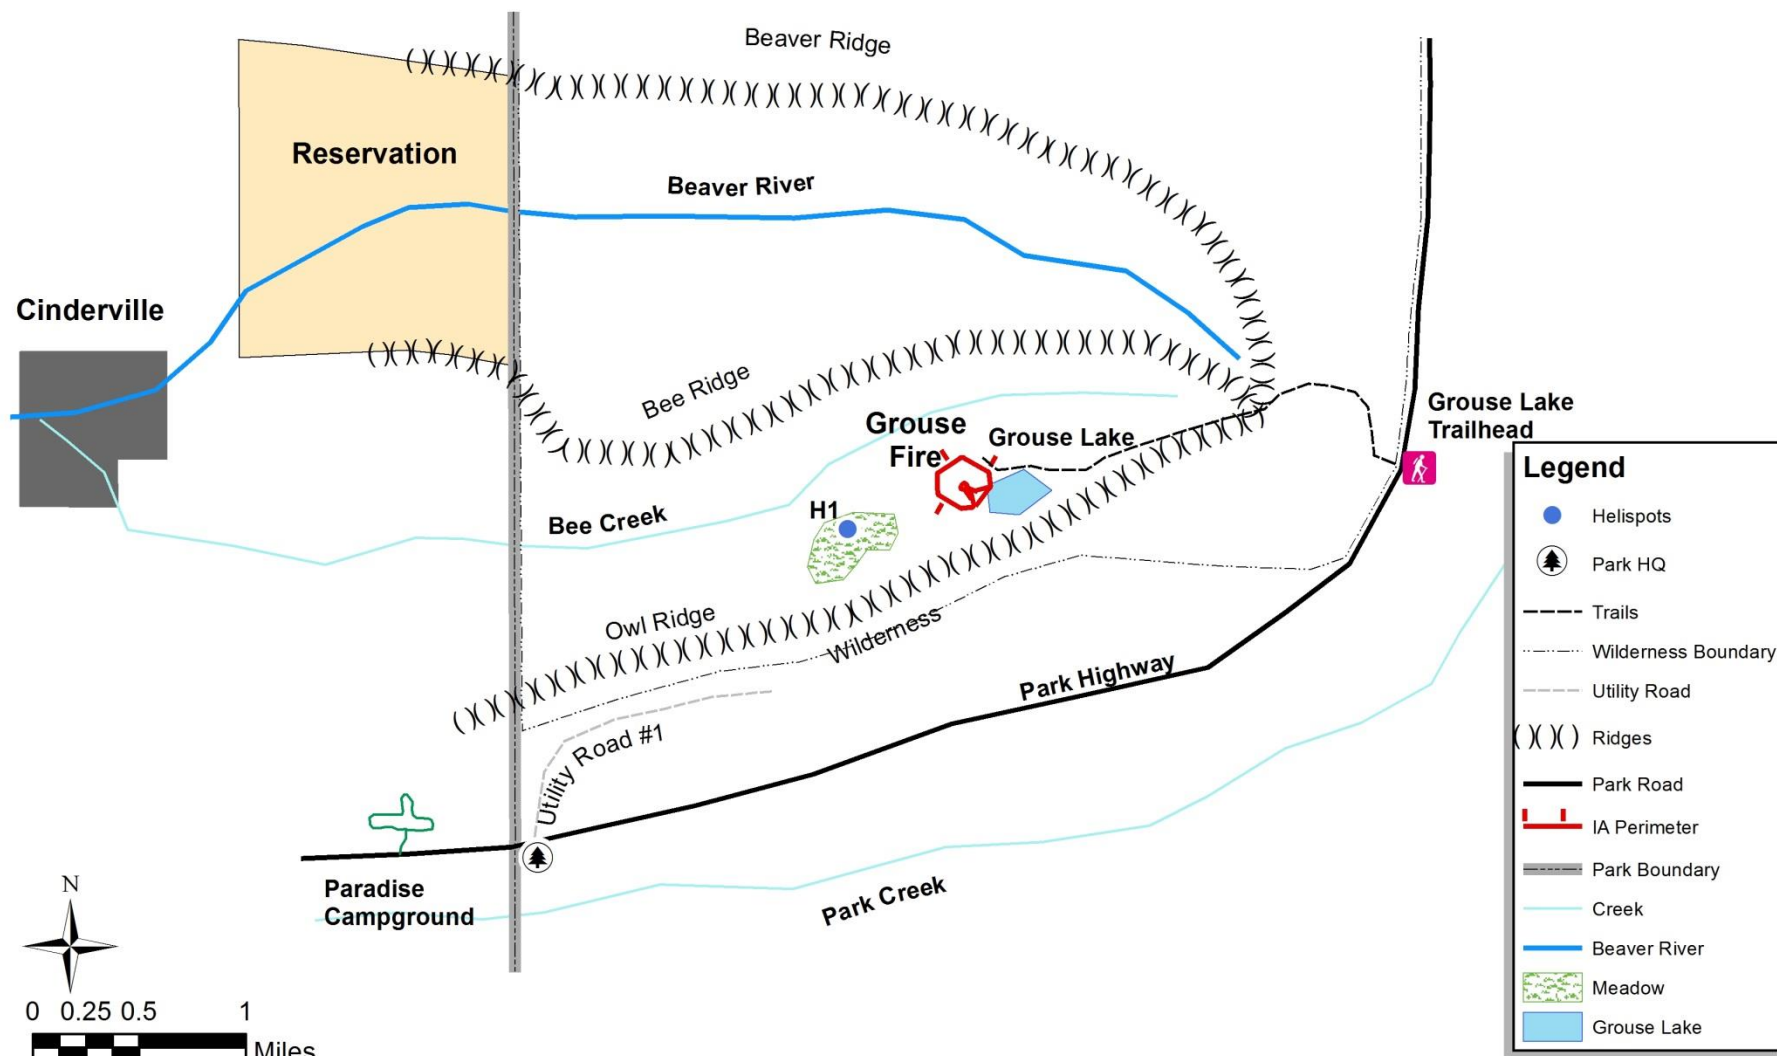 Beaver Ridge
Reservation
Beaver River
Cinderville
Bee Ridge
Grouse
Fire
Grouse Lake
Grouse Lake
Trailhead
H1
Bee Creek
Owl Ridge
Wilderness
Park Highway
Utility Road #1
Paradise
Campground
Park Creek
N
0 0.25 0.5 1
Miles
Legend
Helispots
Park HQ
Trails
Wilderness Boundary
Utility Road
Ridges
Park Road
IA Perimeter
Park Boundary
Creek
Beaver River
Meadow
Grouse Lake